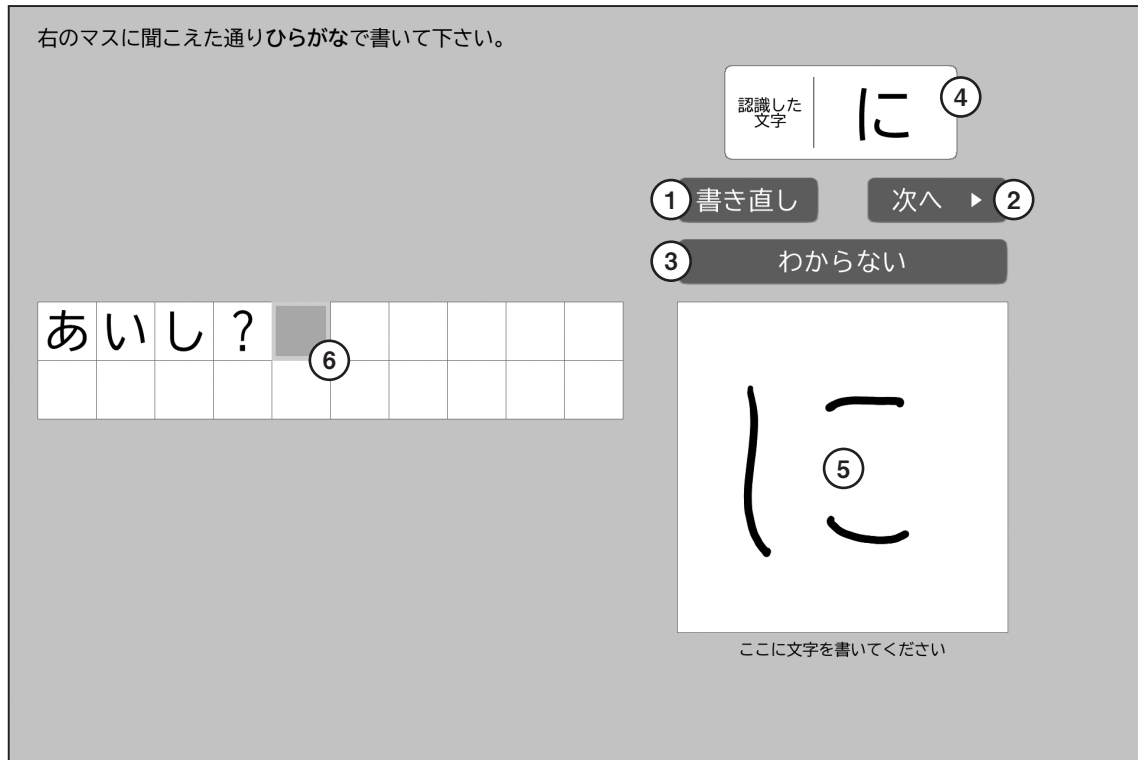 右のマスに聞こえた通りひらがなで書いて下さい。
認識した
文字
に
④
① 書き直し
次へ ▶ ②
③ わからない
あいし?
⑥
に
⑤
ここに文字を書いてください